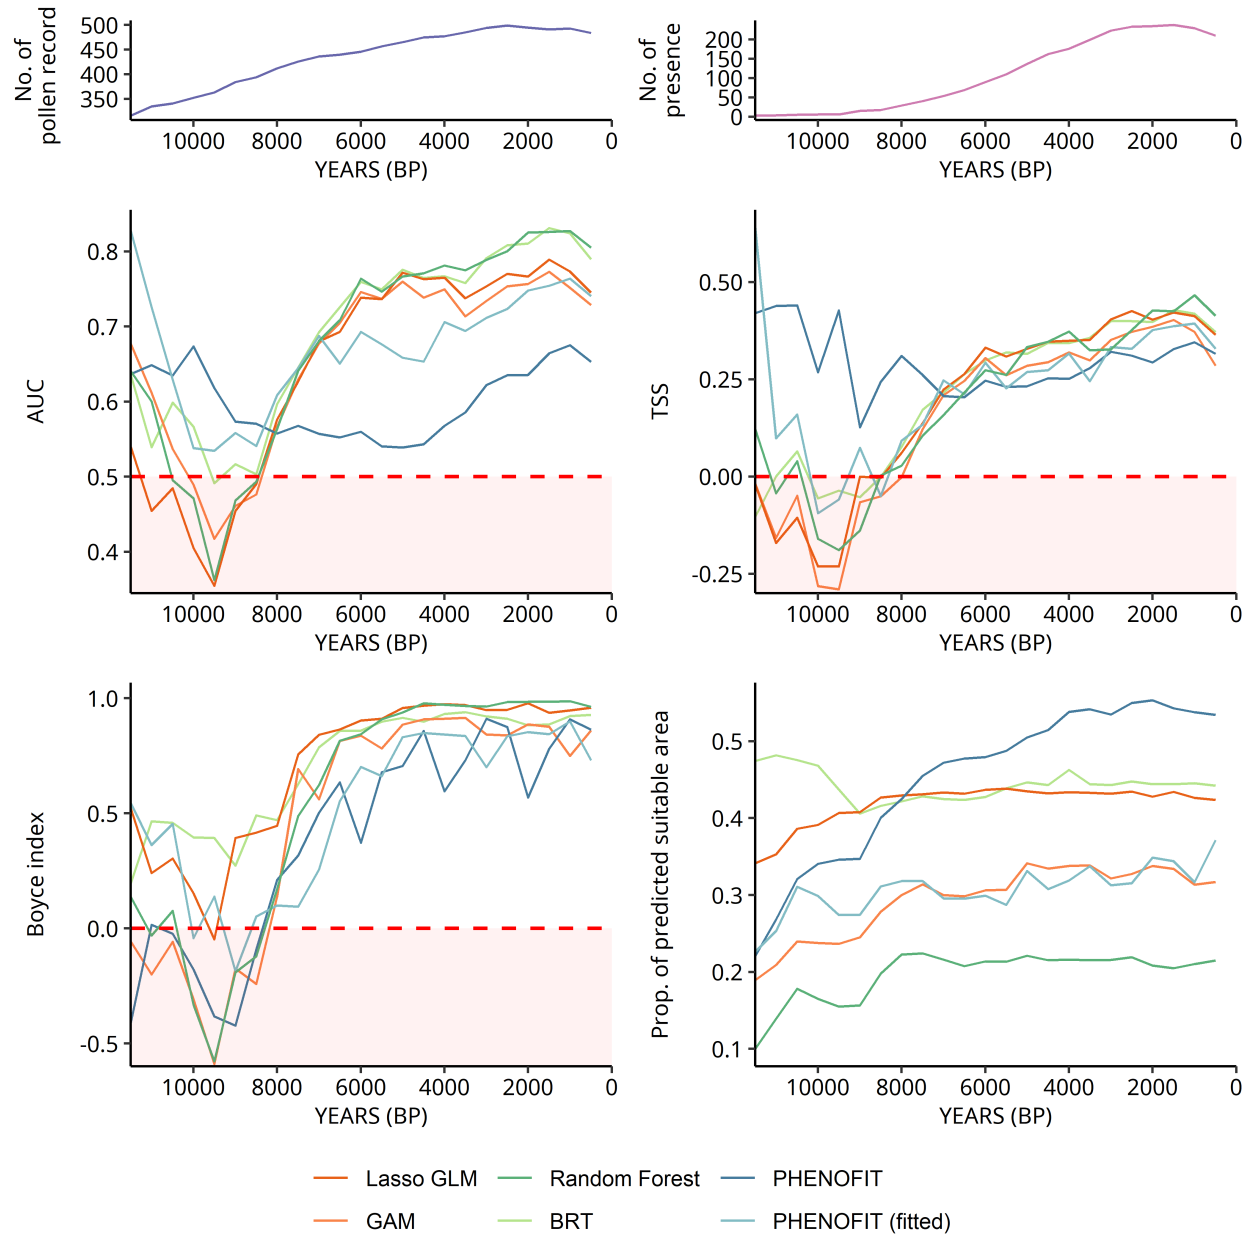 No. of
pollen record
500
450
400
350
10000 8000 6000 4000 2000 0
YEARS (BP)
No. of
presence
200
150
100
50
0
10000 8000 6000 4000 2000 0
YEARS (BP)
AUC
0.8
0.7
0.6
0.5
0.4
10000 8000 6000 4000 2000 0
YEARS (BP)
TSS
0.50
0.25
0.00
-0.25
10000 8000 6000 4000 2000 0
YEARS (BP)
Boyce index
1.0
0.5
0.0
-0.5
10000 8000 6000 4000 2000 0
YEARS (BP)
Prop. of predicted suitable area
0.5
0.4
0.3
0.2
0.1
10000 8000 6000 4000 2000 0
YEARS (BP)
Lasso GLM Random Forest PHENOFIT
GAM BRT PHENOFIT (fitted)